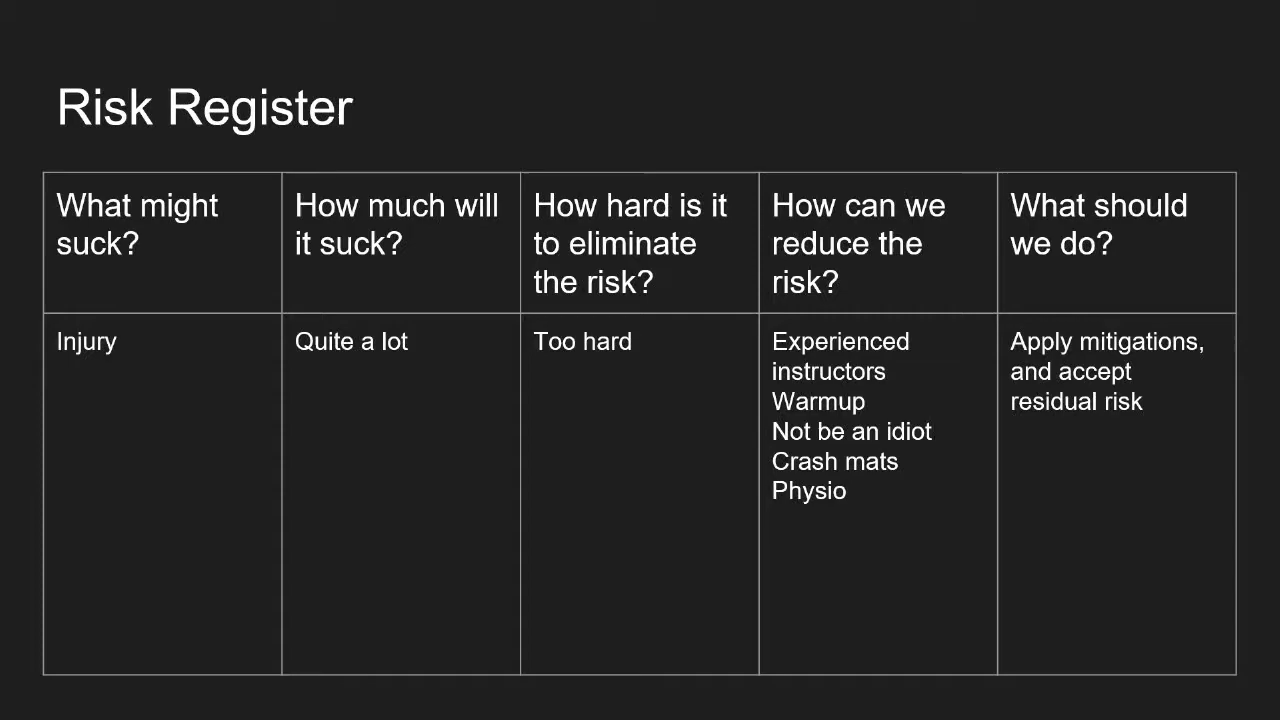 Risk Register
What might
suck?
How much will
it suck?
How hard is it
to eliminate
the risk?
How can we
reduce the
risk?
What should
we do?
Injury
Quite a lot
Too hard
Experienced
instructors
Warmup
Not be an idiot
Crash mats
Physio
Apply mitigations,
and accept
residual risk